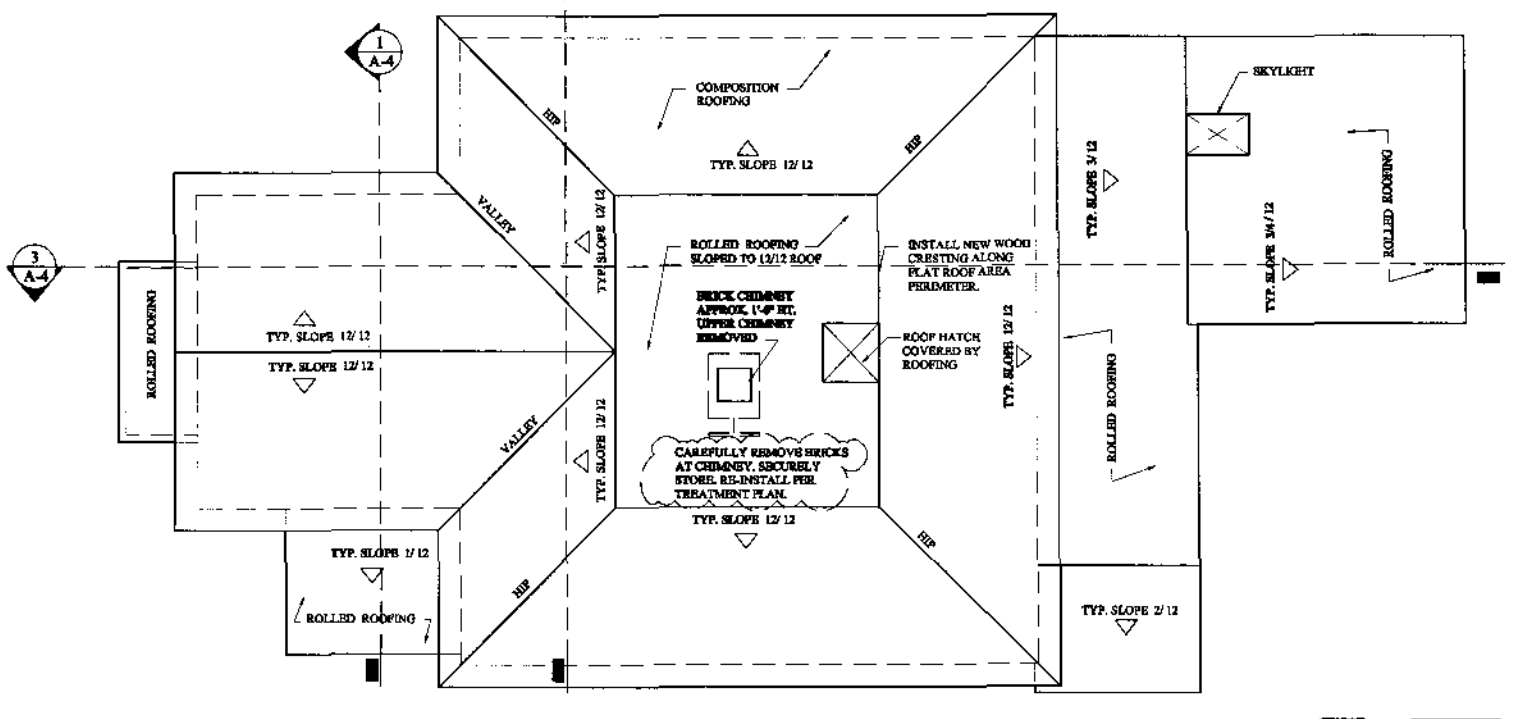 1
A-4
COMPOSITION
ROOFING
SKYLIGHT
HIP
HIP
TYP. SLOPE 12/12
TYP. SLOPE 3/12
ROLLED ROOFING
VALLEY
TYP. SLOPE 12/12
TYP. SLOPE 3/4/12
3
A-4
ROLLED ROOFING
SLOPED TO 12/12 ROOF
INSTALL NEW WOOD
CRESTING ALONG
FLAT ROOF AREA
PERIMETER.
BRICK CHIMNEY
APPROX. 1'-6" HT.
UPPER CHIMNEY
REMOVED
ROLLED ROOFING
TYP. SLOPE 12/12
TYP. SLOPE 12/12
ROOF HATCH
COVERED BY
ROOFING
TYP. SLOPE 12/12
ROLLED ROOFING
VALLEY
TYP. SLOPE 12/12
CAREFULLY REMOVE BRICKS
AT CHIMNEY. SECURELY
STORE. RE-INSTALL PER
TREATMENT PLAN.
TYP. SLOPE 12/12
TYP. SLOPE 1/12
HIP
HIP
ROLLED ROOFING
TYP. SLOPE 2/12